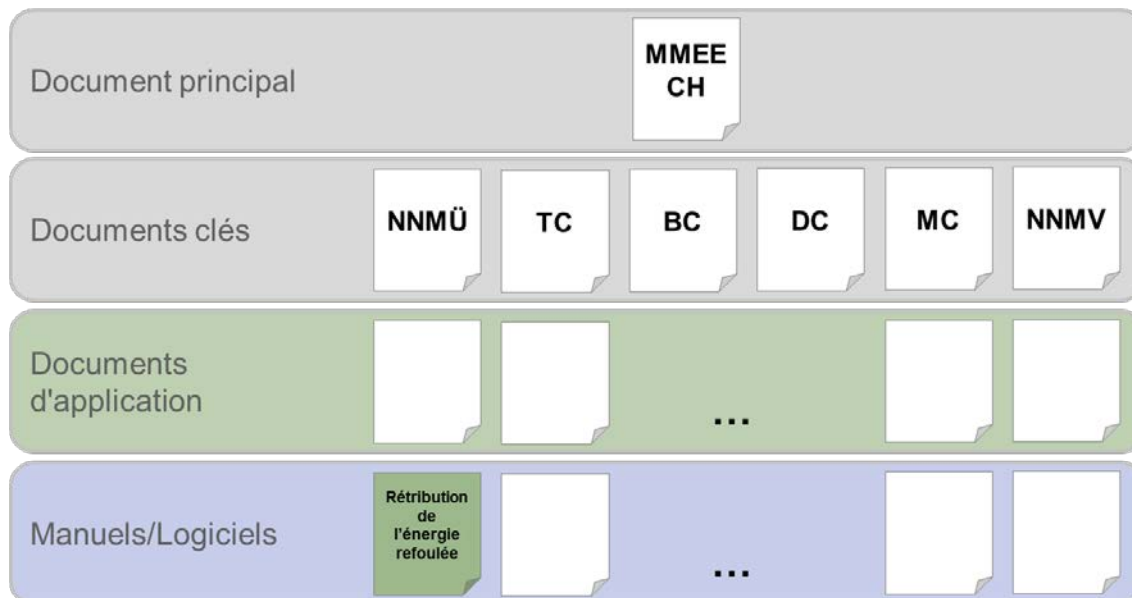 Document principal
MMEE
CH
Documents clés
NNMÜ
TC
BC
DC
MC
NNMV
Documents
d'application
...
Manuels/Logiciels
Rétribution
de
l'énergie
refoulée
...